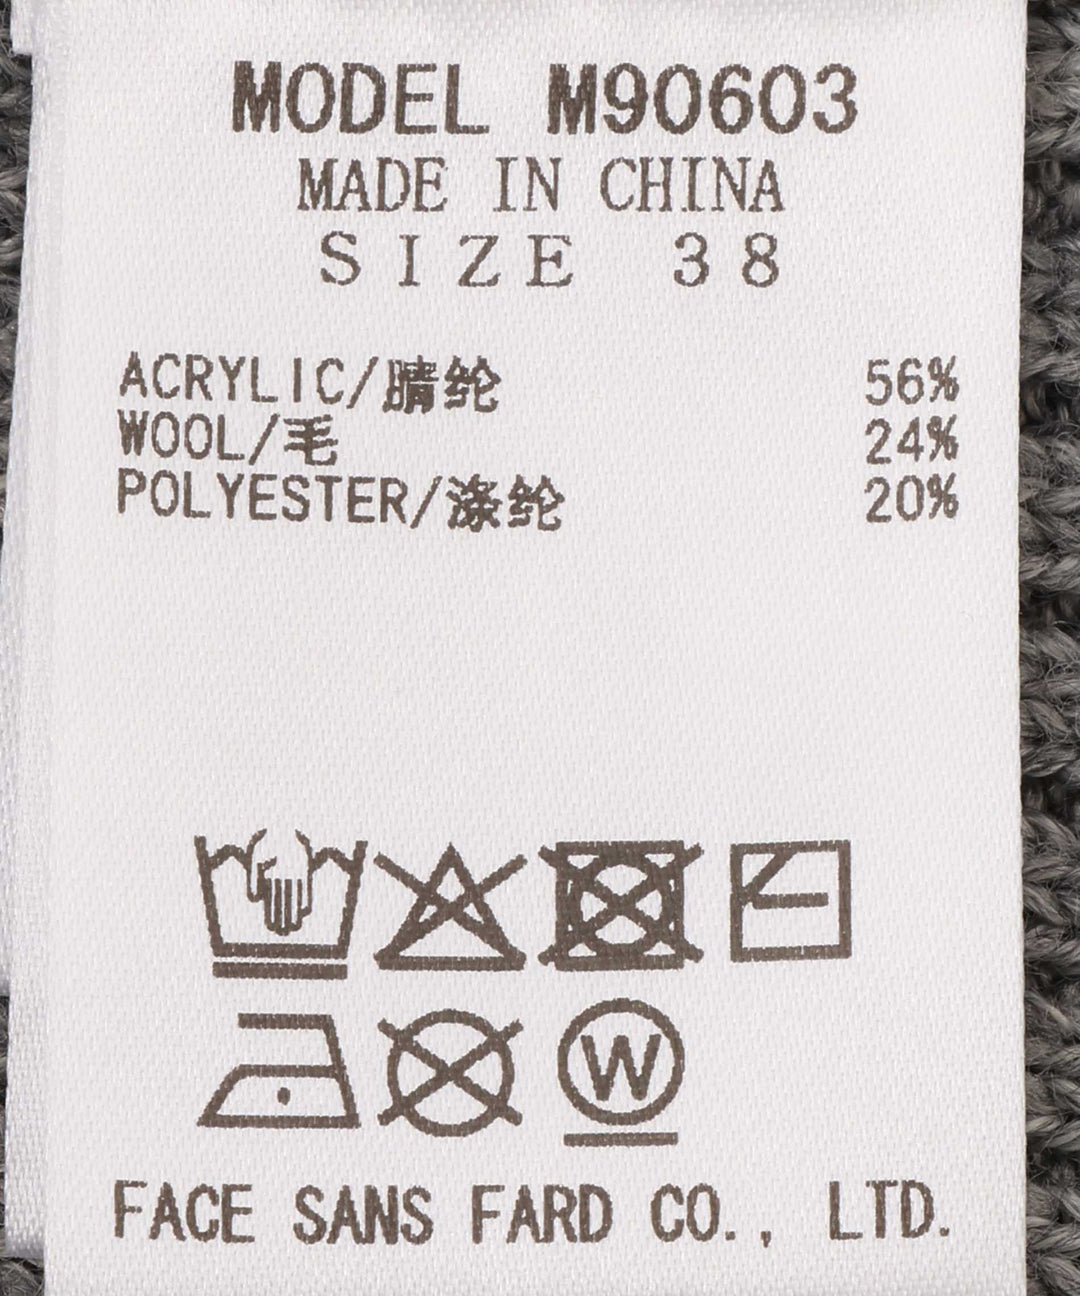 MODEL M90603
MADE IN CHINA
SIZE 38
ACRYLIC/腈纶 56%
WOOL/毛 24%
POLYESTER/涤纶 20%
W
FACE SANS FARD CO., LTD.